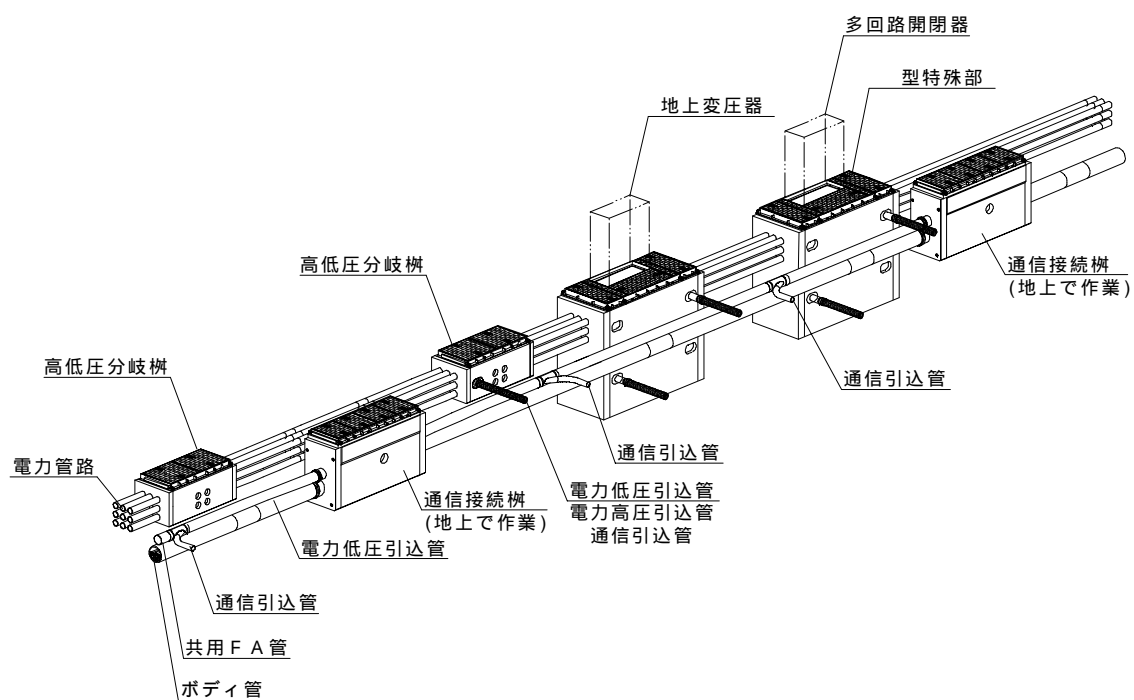 多回路開閉器
型特殊部
地上変圧器
通信接続桝
(地上で作業)
高低圧分岐桝
通信引込管
高低圧分岐桝
通信引込管
電力管路
電力低圧引込管
電力高圧引込管
通信引込管
通信接続桝
(地上で作業)
電力低圧引込管
通信引込管
共用ＦＡ管
ボディ管